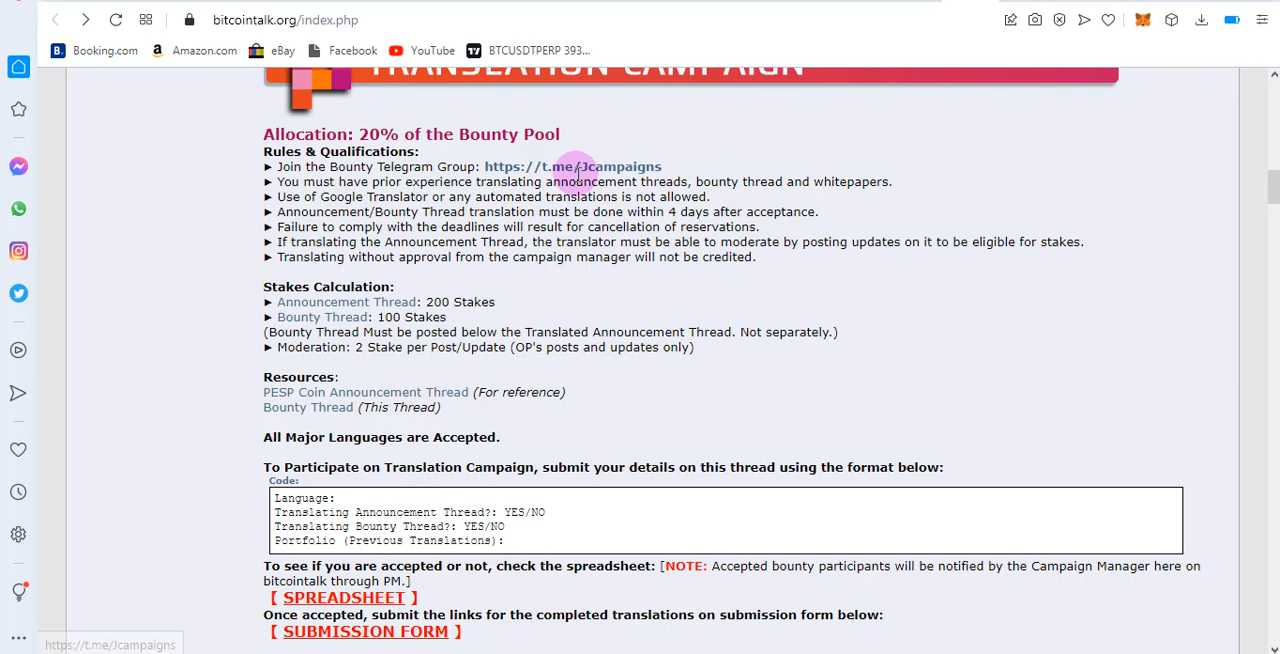 bitcointalk.org/index.php
B. Booking.com Amazon.com eBay Facebook YouTube BTCUSDTPERP 393...
TRANSLATION CAMPAIGN
Allocation: 20% of the Bounty Pool
Rules & Qualifications:
► Join the Bounty Telegram Group: https://t.me/Jcampaigns
► You must have prior experience translating announcement threads, bounty thread and whitepapers.
► Use of Google Translator or any automated translations is not allowed.
► Announcement/Bounty Thread translation must be done within 4 days after acceptance.
► Failure to comply with the deadlines will result for cancellation of reservations.
► If translating the Announcement Thread, the translator must be able to moderate by posting updates on it to be eligible for stakes.
► Translating without approval from the campaign manager will not be credited.
Stakes Calculation:
► Announcement Thread: 200 Stakes
► Bounty Thread: 100 Stakes
(Bounty Thread Must be posted below the Translated Announcement Thread. Not separately.)
► Moderation: 2 Stake per Post/Update (OP's posts and updates only)
Resources:
PESP Coin Announcement Thread (For reference)
Bounty Thread (This Thread)
All Major Languages are Accepted.
To Participate on Translation Campaign, submit your details on this thread using the format below:
Code:
Language:
Translating Announcement Thread?: YES/NO
Translating Bounty Thread?: YES/NO
Portfolio (Previous Translations):
To see if you are accepted or not, check the spreadsheet: [NOTE: Accepted bounty participants will be notified by the Campaign Manager here on
bitcointalk through PM.]
【 SPREADSHEET 】
Once accepted, submit the links for the completed translations on submission form below:
【 SUBMISSION FORM 】
https://t.me/Jcampaigns